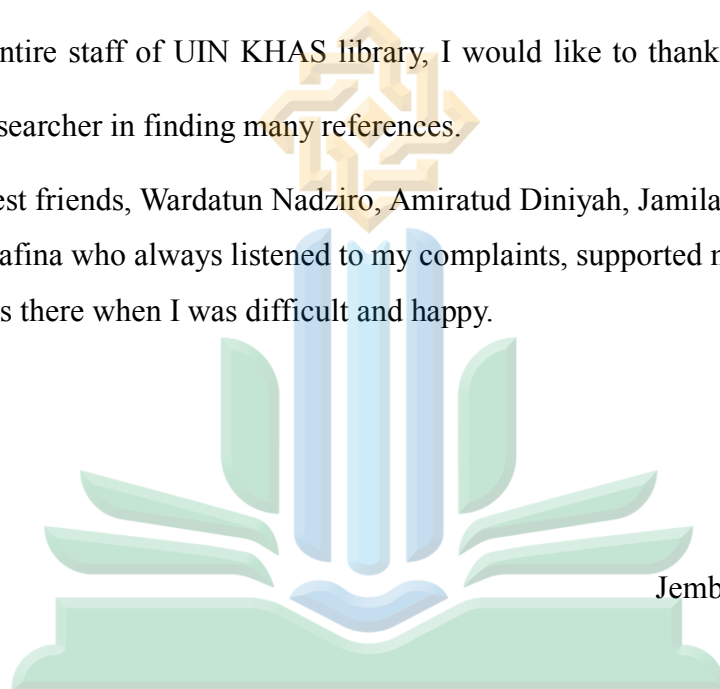 ntire staff of UIN KHAS library, I would like to thank
searcher in finding many references.
est friends, Wardatun Nadziro, Amiratud Diniyah, Jamila
afina who always listened to my complaints, supported
s there when I was difficult and happy.
Jemb